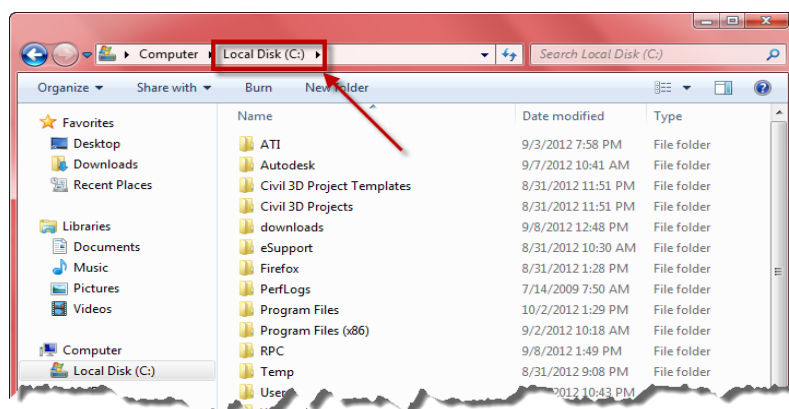 Computer Local Disk (C:) Search Local Disk (C:)
Organize Share with Burn New folder
Name Date modified Type
Favorites
Desktop
Downloads
Recent Places
Libraries
Documents
Music
Pictures
Videos
Computer
Local Disk (C:)
ATI 9/3/2012 7:58 PM File folder
Autodesk 9/7/2012 10:41 AM File folder
Civil 3D Project Templates 8/31/2012 11:51 PM File folder
Civil 3D Projects 8/31/2012 11:51 PM File folder
downloads 9/8/2012 12:48 PM File folder
eSupport 8/31/2012 10:30 AM File folder
Firefox 8/31/2012 1:28 PM File folder
PerfLogs 7/14/2009 7:50 AM File folder
Program Files 10/2/2012 1:29 PM File folder
Program Files (x86) 9/2/2012 10:18 AM File folder
RPC 9/8/2012 1:49 PM File folder
Temp 8/31/2012 9:08 PM File folder
10:43 PM